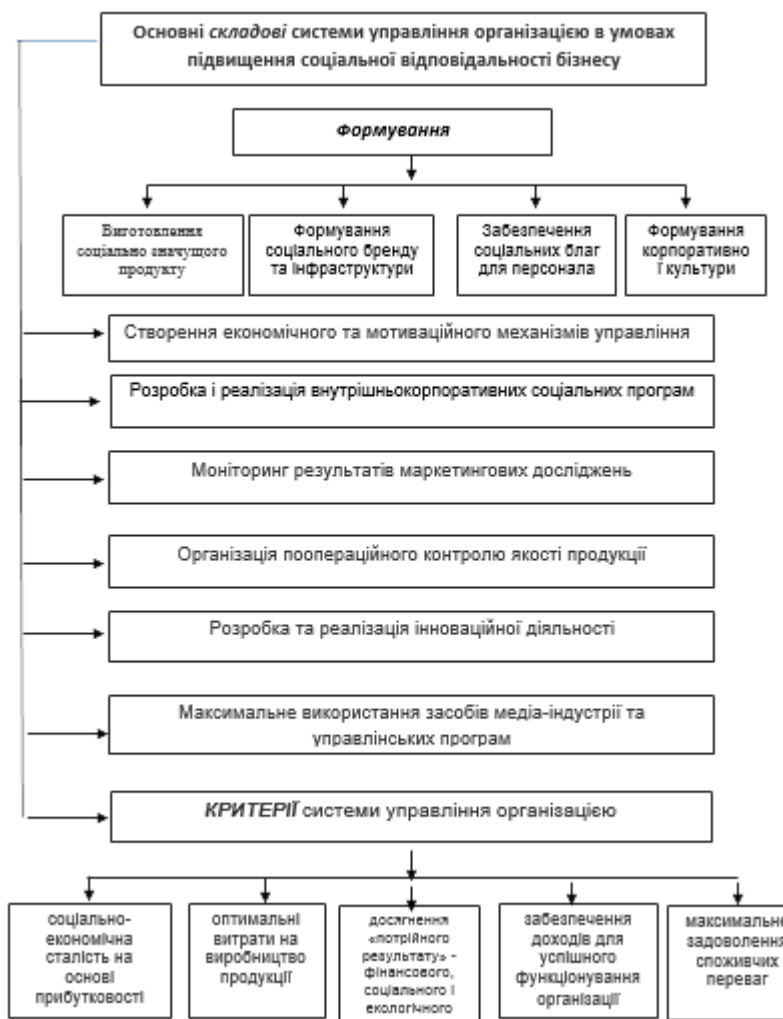 Основні складові системи управління організацією в умовах
підвищення соціальної відповідальності бізнесу
Формування
Виготовлення
соціально значущого
продукту
Формування
соціального бренду
та інфраструктури
Забезпечення
соціальних благ
для персонала
Формування
корпоративно
ї культури
Створення економічного та мотиваційного механізмів управління
Розробка і реалізація внутрішньокорпоративних соціальних програм
Моніторинг результатів маркетингових досліджень
Організація поопераційного контролю якості продукції
Розробка та реалізація інноваційної діяльності
Максимальне використання засобів медіа-індустрії та
управлінських програм
КРИТЕРІЇ системи управління організацією
соціально-
економічна
сталість на
основі
прибутковості
оптимальні
витрати на
виробництво
продукції
досягнення
«потрійного
результату» -
фінансового,
соціального і
екологічного
забезпечення
доходів для
успішного
функціонування
організації
максимальне
задоволення
споживчих
переваг